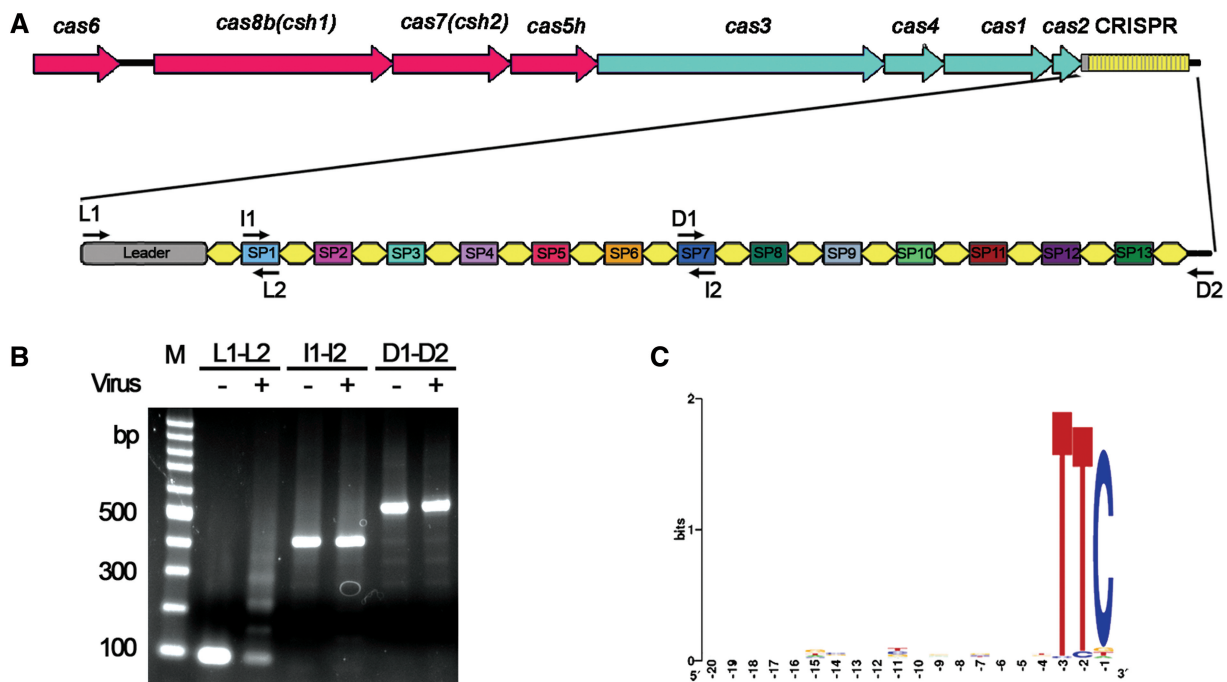 A
cas6 cas8b(csh1) cas7(csh2) cas5h cas3 cas4 cas1 cas2 CRISPR
L1 I1 D1
Leader SP1 SP2 SP3 SP4 SP5 SP6 SP7 SP8 SP9 SP10 SP11 SP12 SP13
L2 I2 D2
B
M L1-L2 I1-I2 D1-D2
Virus - + - + - +
bp
500
300
100
C
2
bits
1
0
TTC
5′ -20 -19 -18 -17 -16 -15 -14 -13 -12 -11 -10 -9 -8 -7 -6 -5 -4 -3 -2 -1 3′